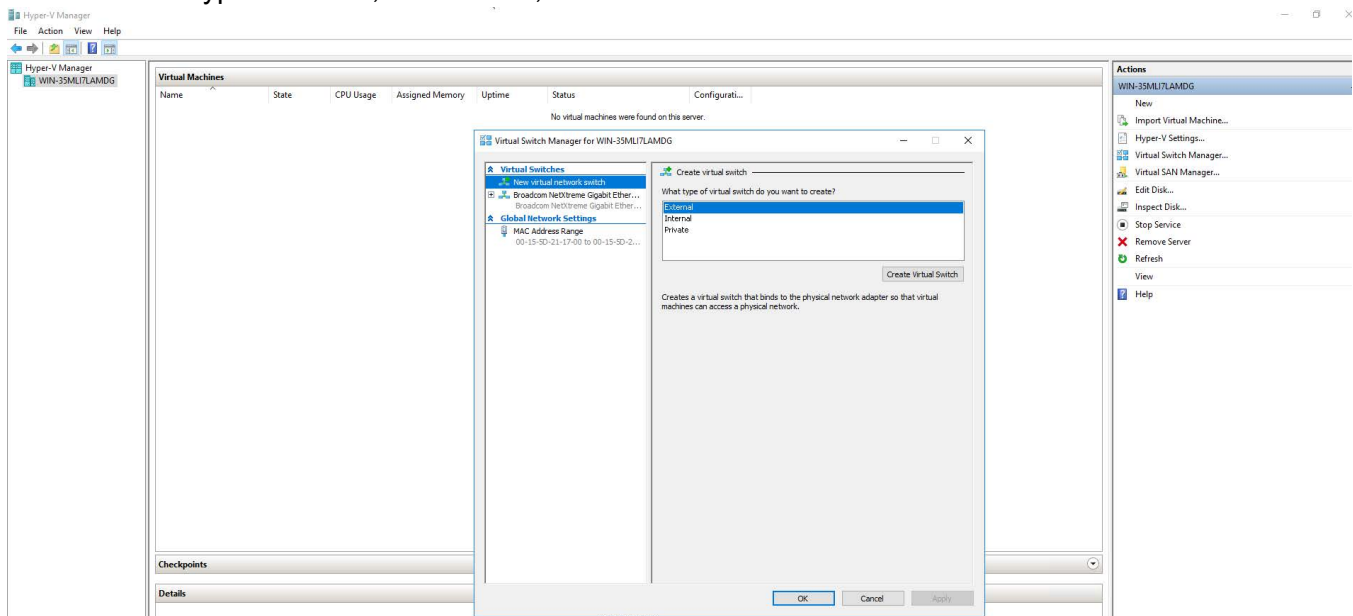 Hyper-V Manager
File Action View Help
Hyper-V Manager
WIN-35MLI7LAMDG
Virtual Machines
Name State CPU Usage Assigned Memory Uptime Status Configurati...
No virtual machines were found on this server.
Virtual Switch Manager for WIN-35MLI7LAMDG
Virtual Switches
New virtual network switch
Broadcom NetXtreme Gigabit Ether...
Broadcom NetXtreme Gigabit Ether...
Global Network Settings
MAC Address Range
00-15-5D-21-17-00 to 00-15-5D-2...
Create virtual switch
What type of virtual switch do you want to create?
External
Internal
Private
Create Virtual Switch
Creates a virtual switch that binds to the physical network adapter so that virtual
machines can access a physical network.
OK Cancel Apply
Checkpoints
Details
Actions
WIN-35MLI7LAMDG
New
Import Virtual Machine...
Hyper-V Settings...
Virtual Switch Manager...
Virtual SAN Manager...
Edit Disk...
Inspect Disk...
Stop Service
Remove Server
Refresh
View
Help